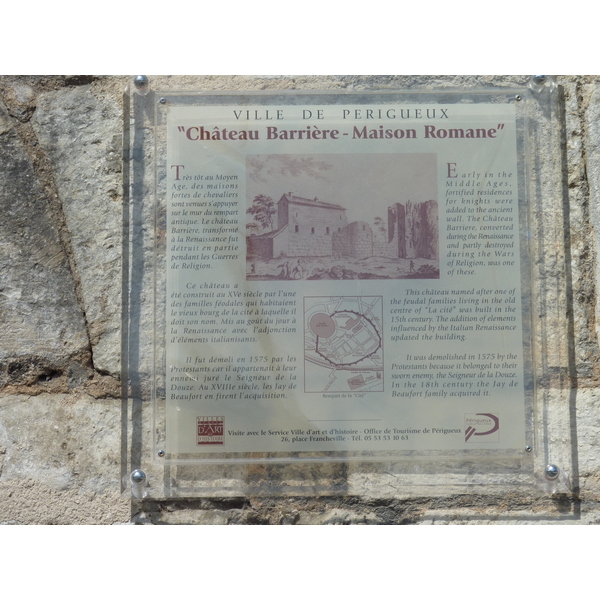 VILLE DE PERIGUEUX
"Château Barrière - Maison Romane"
Très tôt au Moyen
Age, des maisons
fortes de chevaliers
sont venues s'appuyer
sur le mur du rempart
antique. Le château
Barrière, transformé
à la Renaissance fut
détruit en partie
pendant les Guerres
de Religion.
Early in the
Middle Ages,
fortified residences
for knights were
added to the ancient
wall. The Château
Barriere, converted
during the Renaissance
and partly destroyed
during the Wars
of Religion, was one
of these.
Ce château a
été construit au XVe siècle par l'une
des familles féodales qui habitaient
le vieux bourg de la cité à laquelle il
doit son nom. Mis au goût du jour à
la Renaissance avec l'adjonction
d'éléments italianisants
Il fut démoli en 1575 par les
Protestants car il appartenait à leur
ennemi juré le Seigneur de la
Douze. Au XVIIIe siècle, les Jay de
Beaufort en firent l'acquisition.
This château named after one of
the feudal families living in the old
centre of "La cité" was built in the
15th century. The addition of elements
influenced by the Italian Renaissance
updated the building.
It was demolished in 1575 by the
Protestants because it belonged to their
sworn enemy, the Seigneur de la Douze.
In the 18th century the Jay de
Beaufort family acquired it.
Rempart de la "Cité"
VILLES
D'ART
Visite avec le Service Ville d'art et d'histoire - Office de Tourisme de Périgueux
26, place Francheville - Tél. 05 53 53 10 63
PERIGUEUX